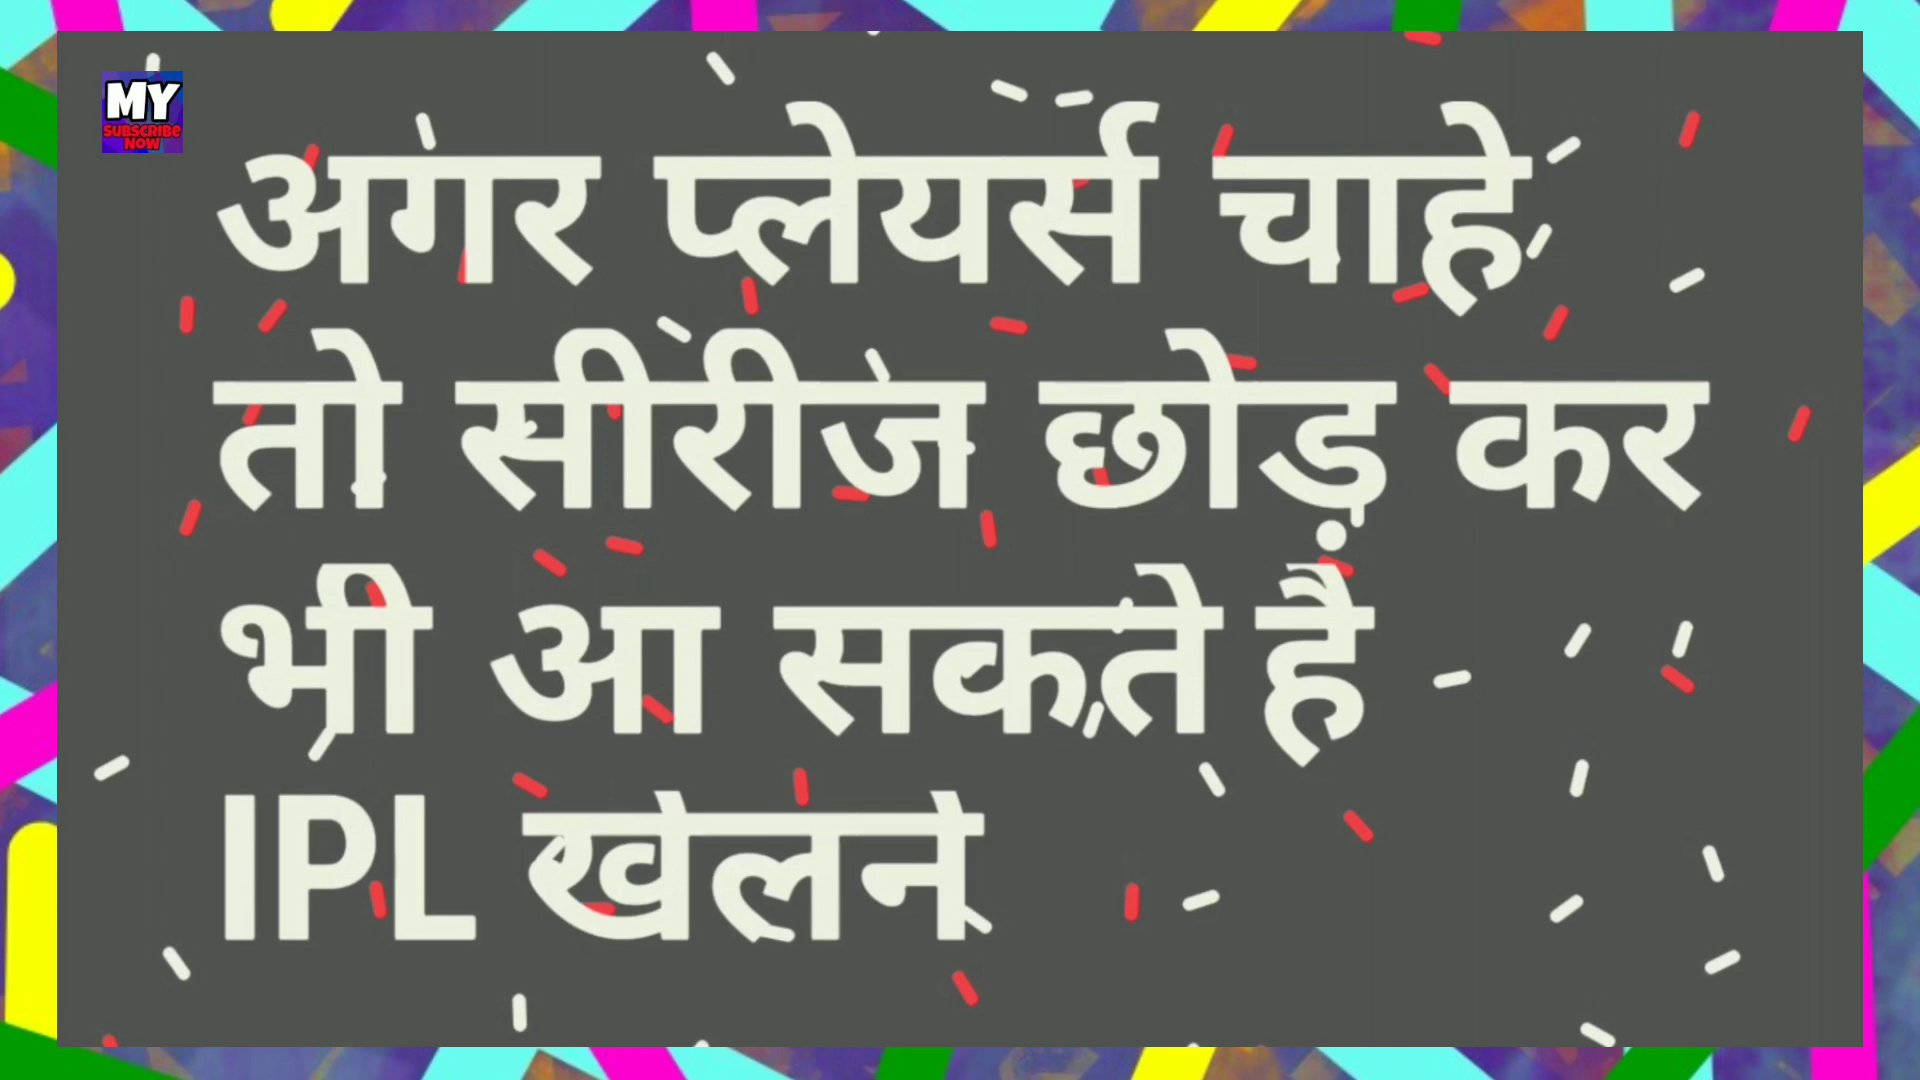 MY
SUBSCRIBE
NOW
अगर प्लेयर्स चाहे
तो सीरीज छोड़ कर
भी आ सकते है
IPL खेलने